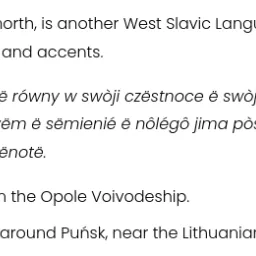 north, is another West Slavic Langu
and accents.
ë równy w swòji czëstnoce ë swòj
ëm ë sëmienié ë nôlégô jima pòs
ënotë.
n the Opole Voivodeship.
around Puńsk, near the Lithuanian